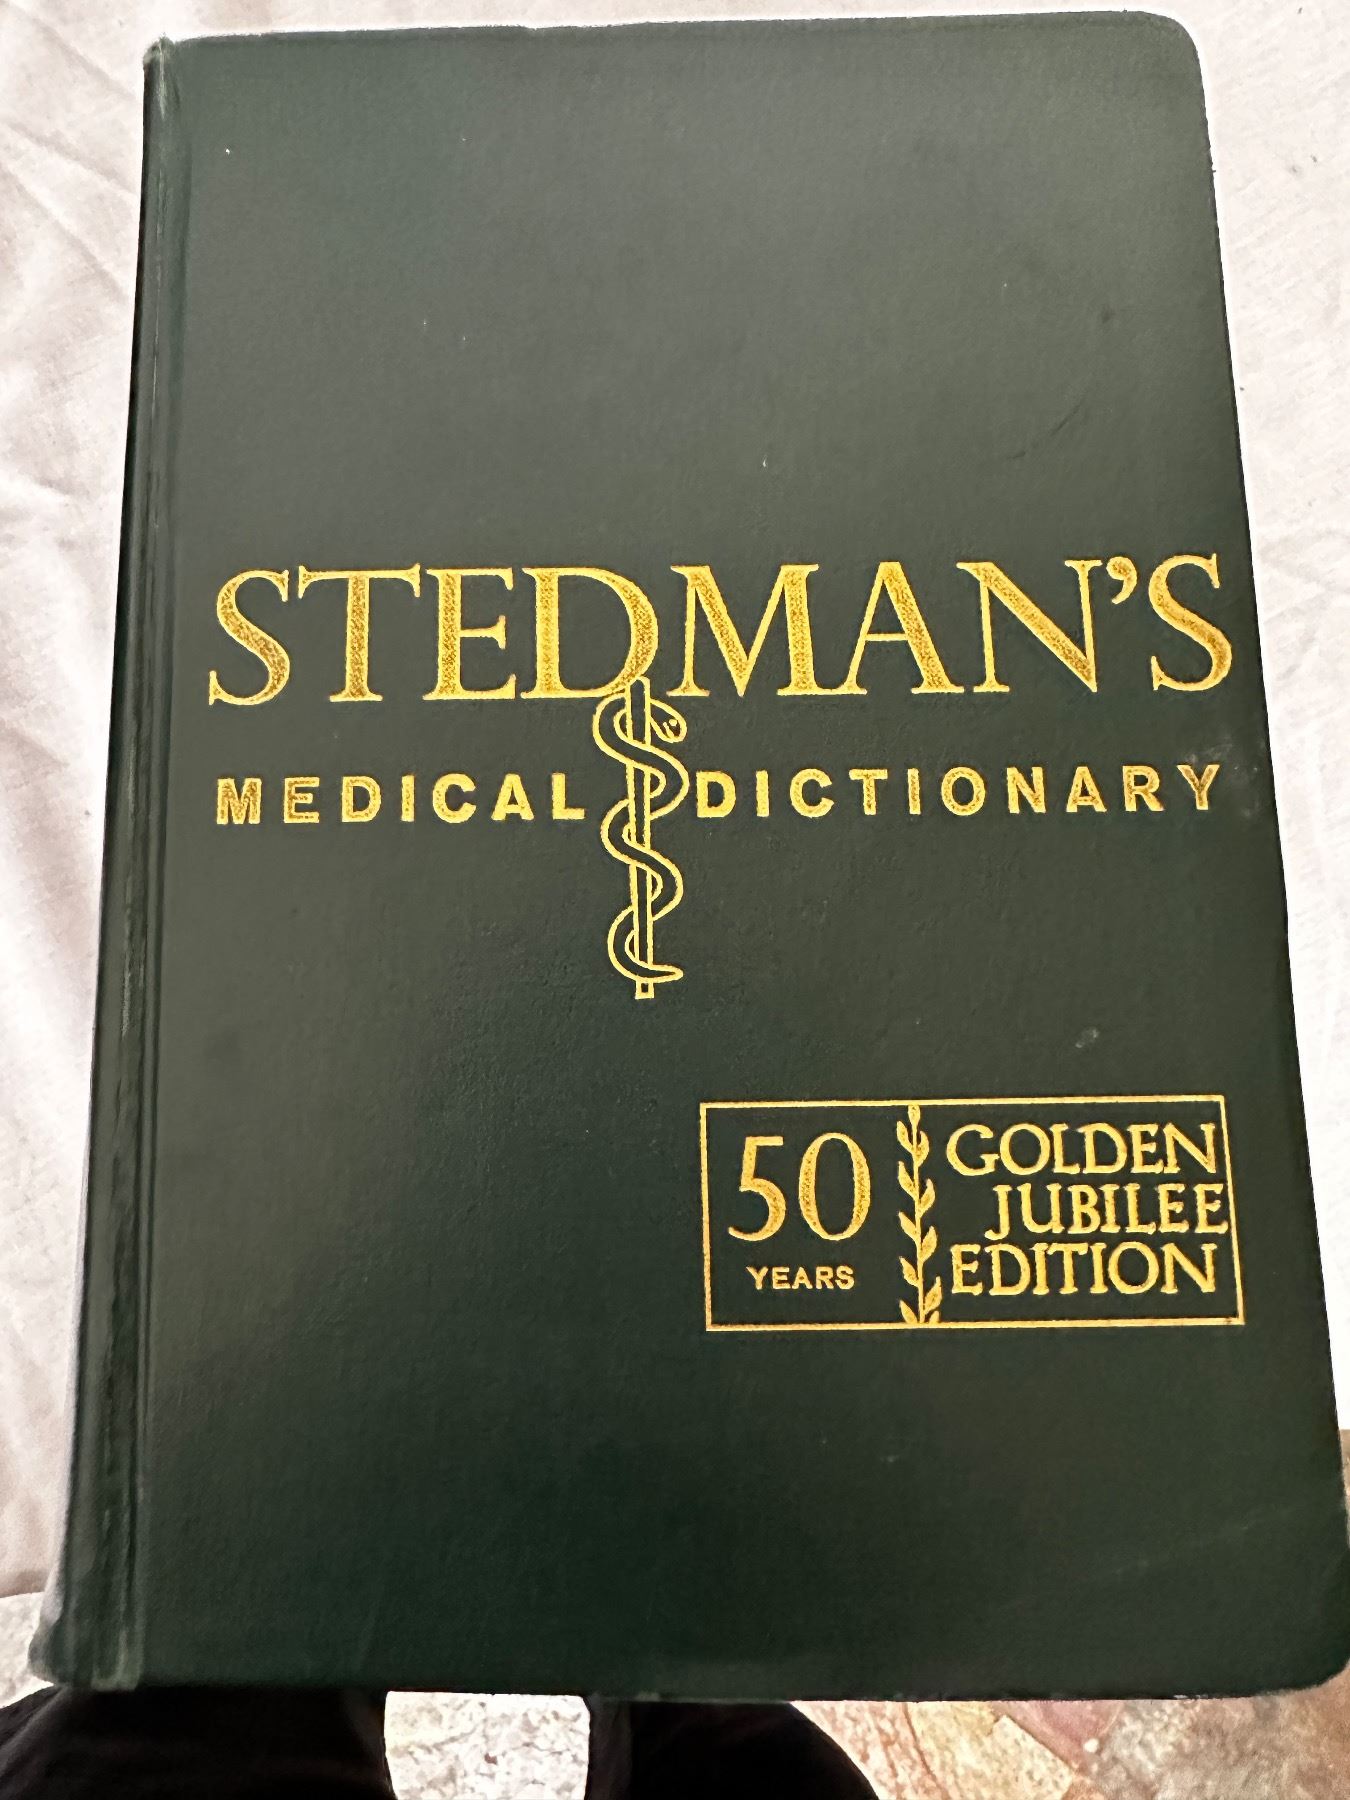 STEDMAN'S
MEDICAL DICTIONARY
50
YEARS
GOLDEN
JUBILEE
EDITION